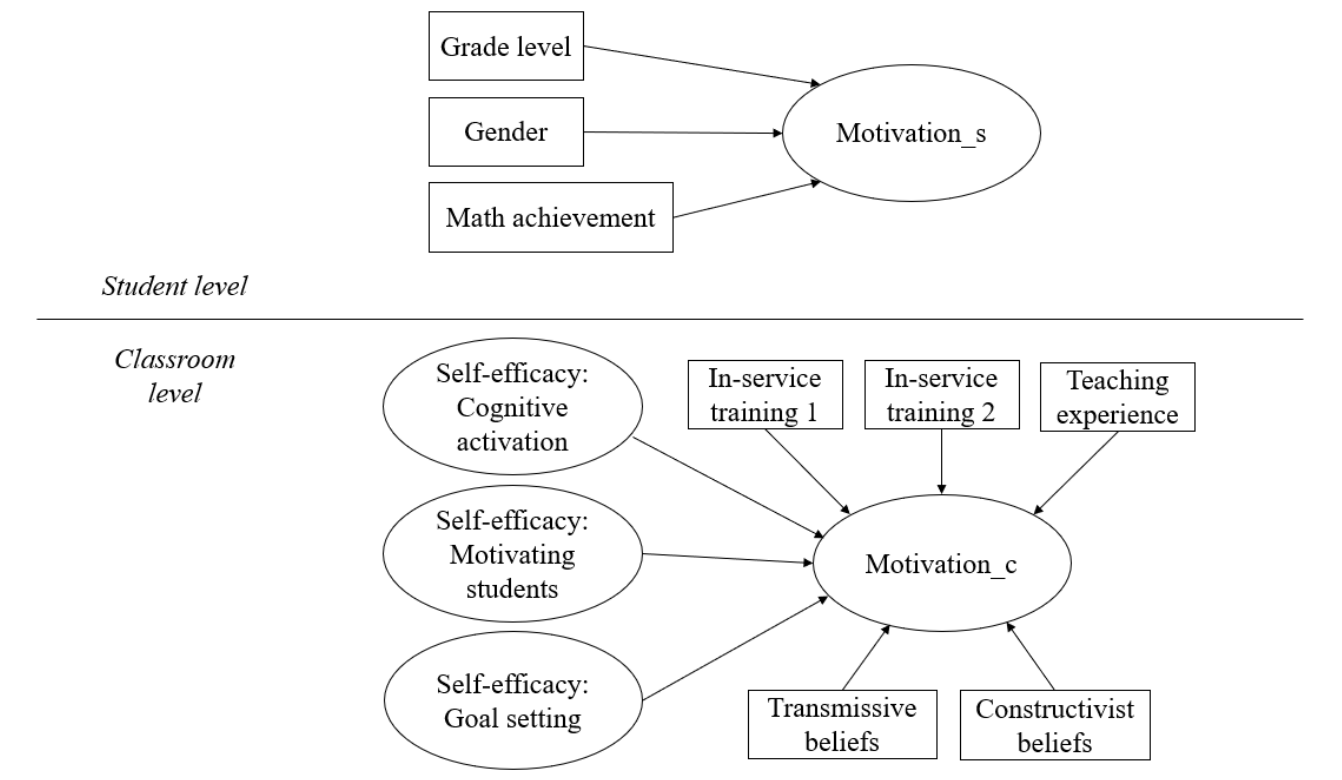 Grade level
Gender
Motivation_s
Math achievement
Student level
Classroom
level
Self-efficacy:
Cognitive
activation
In-service
training 1
In-service
training 2
Teaching
experience
Self-efficacy:
Motivating
students
Motivation_c
Self-efficacy:
Goal setting
Transmissive
beliefs
Constructivist
beliefs